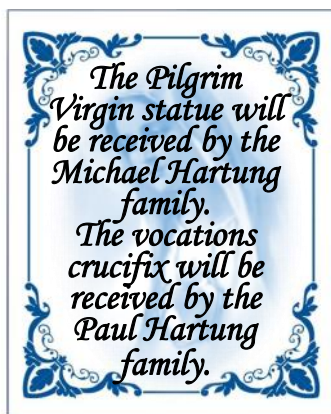 The Pilgrim
Virgin statue will
be received by the
Michael Hartung
family.
The vocations
crucifix will be
received by the
Paul Hartung
family.